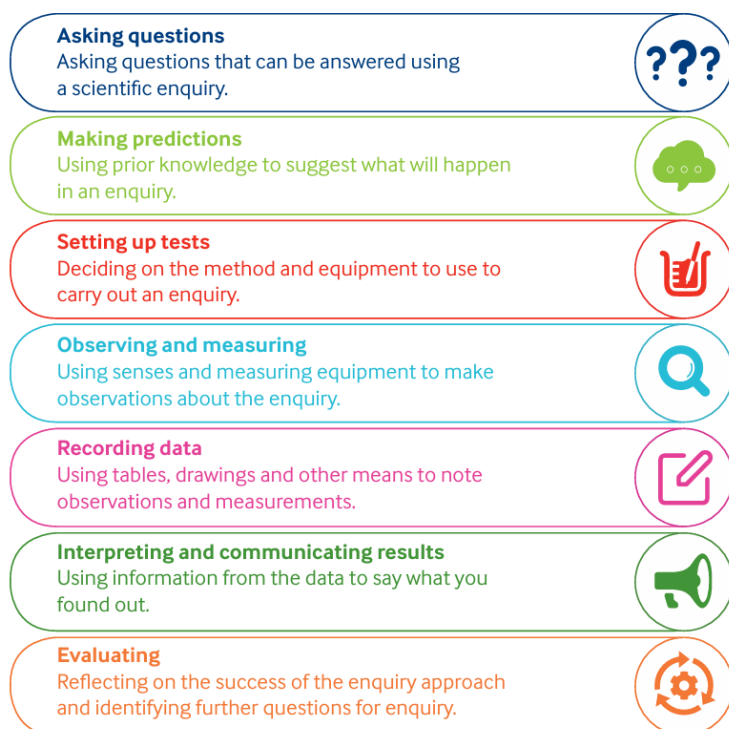 Asking questions
Asking questions that can be answered using
a scientific enquiry.
???
Making predictions
Using prior knowledge to suggest what will happen
in an enquiry.
Setting up tests
Deciding on the method and equipment to use to
carry out an enquiry.
Observing and measuring
Using senses and measuring equipment to make
observations about the enquiry.
Recording data
Using tables, drawings and other means to note
observations and measurements.
Interpreting and communicating results
Using information from the data to say what you
found out.
Evaluating
Reflecting on the success of the enquiry approach
and identifying further questions for enquiry.